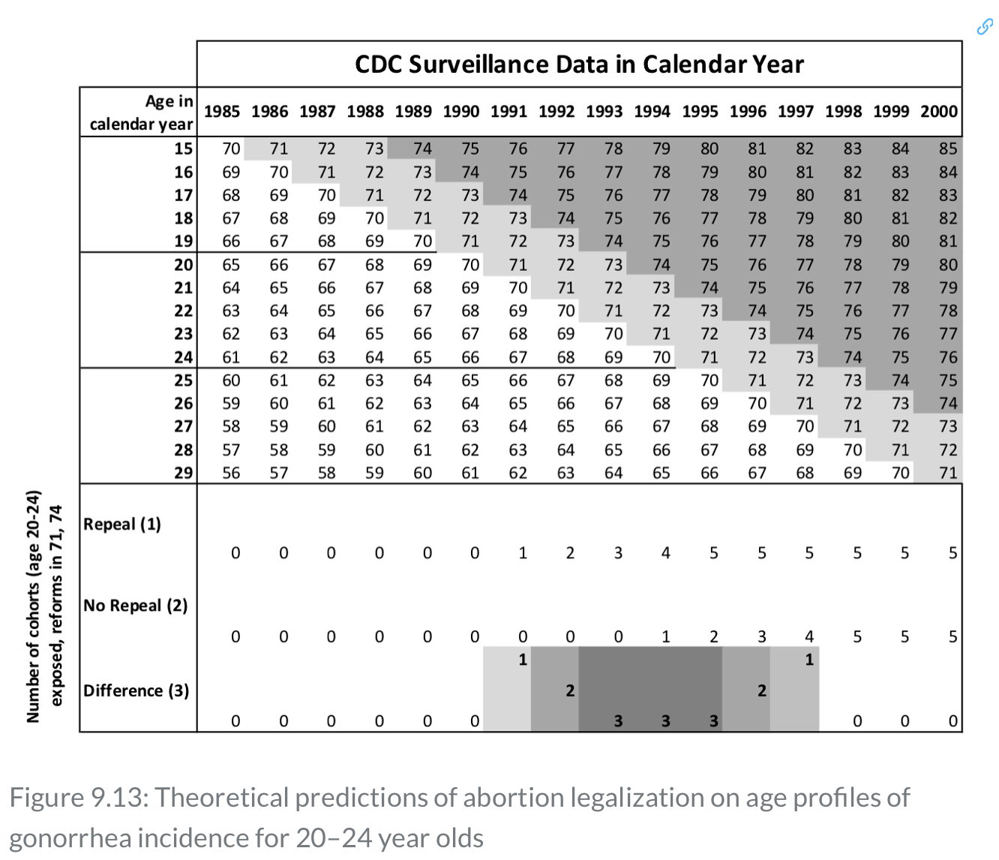 CDC Surveillance Data in Calendar Year
Age in
calendar year
1985 1986 1987 1988 1989 1990 1991 1992 1993 1994 1995 1996 1997 1998 1999 2000
15 70 71 72 73 74 75 76 77 78 79 80 81 82 83 84 85
16 69 70 71 72 73 74 75 76 77 78 79 80 81 82 83 84
17 68 69 70 71 72 73 74 75 76 77 78 79 80 81 82 83
18 67 68 69 70 71 72 73 74 75 76 77 78 79 80 81 82
19 66 67 68 69 70 71 72 73 74 75 76 77 78 79 80 81
20 65 66 67 68 69 70 71 72 73 74 75 76 77 78 79 80
21 64 65 66 67 68 69 70 71 72 73 74 75 76 77 78 79
22 63 64 65 66 67 68 69 70 71 72 73 74 75 76 77 78
23 62 63 64 65 66 67 68 69 70 71 72 73 74 75 76 77
24 61 62 63 64 65 66 67 68 69 70 71 72 73 74 75 76
25 60 61 62 63 64 65 66 67 68 69 70 71 72 73 74 75
26 59 60 61 62 63 64 65 66 67 68 69 70 71 72 73 74
27 58 59 60 61 62 63 64 65 66 67 68 69 70 71 72 73
28 57 58 59 60 61 62 63 64 65 66 67 68 69 70 71 72
29 56 57 58 59 60 61 62 63 64 65 66 67 68 69 70 71
Number of cohorts (age 20-24)
exposed, reforms in 71, 74
Repeal (1)
0 0 0 0 0 0 1 2 3 4 5 5 5 5 5 5
No Repeal (2)
0 0 0 0 0 0 0 0 0 1 2 3 4 5 5 5
1 1
Difference (3) 2 2
0 0 0 0 0 0 3 3 3 0 0 0
Figure 9.13: Theoretical predictions of abortion legalization on age profiles of
gonorrhea incidence for 20–24 year olds